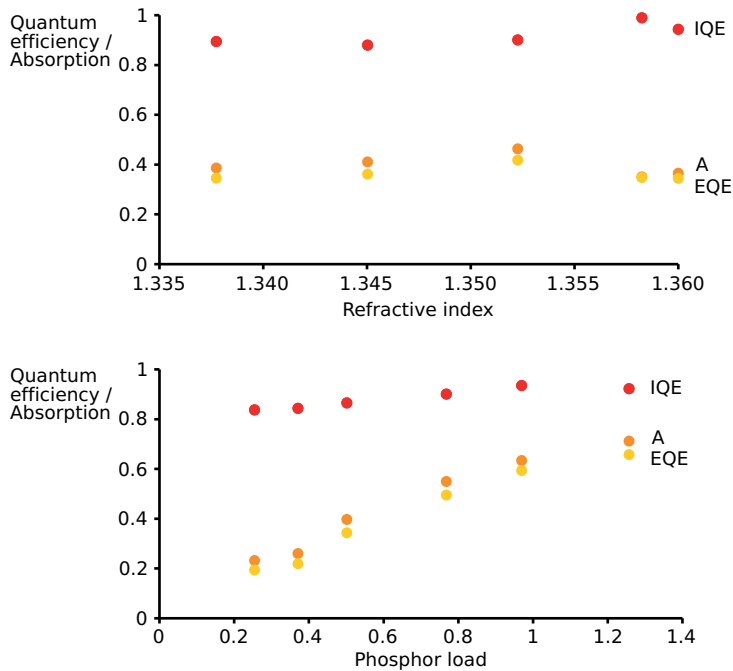 Quantum
efficiency /
Absorption
1
0.8
0.6
0.4
0.2
0
IQE
A
EQE
1.335 1.340 1.345 1.350 1.355 1.360
Refractive index
Quantum
efficiency /
Absorption
1
0.8
0.6
0.4
0.2
0
IQE
A
EQE
0 0.2 0.4 0.6 0.8 1 1.2 1.4
Phosphor load